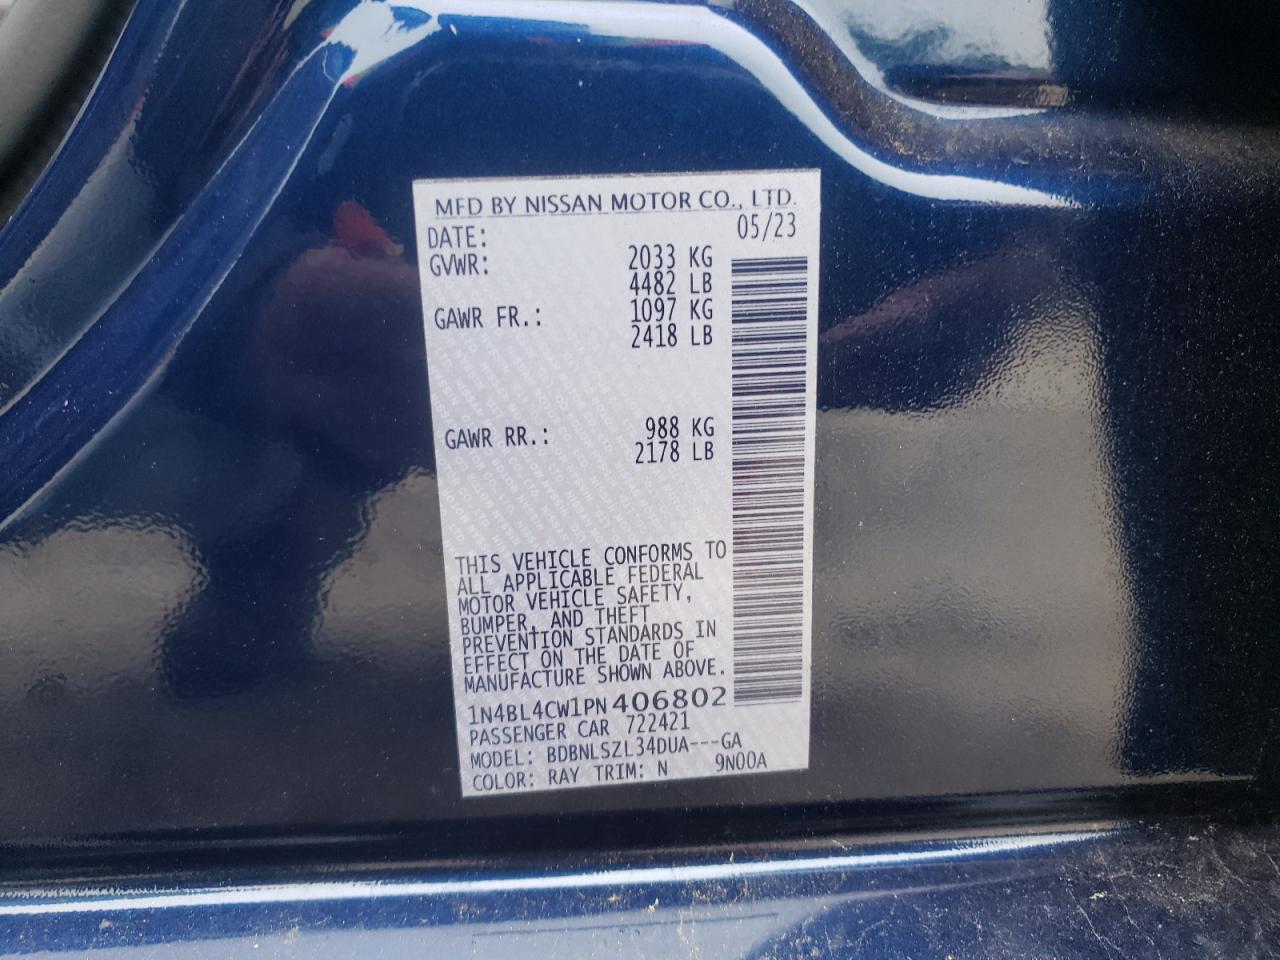 MFD BY NISSAN MOTOR CO., LTD.
DATE: 05/23
GVWR: 2033 KG
4482 LB
GAWR FR.: 1097 KG
2418 LB
GAWR RR.: 988 KG
2178 LB
THIS VEHICLE CONFORMS TO
ALL APPLICABLE FEDERAL
MOTOR VEHICLE SAFETY,
BUMPER, AND THEFT
PREVENTION STANDARDS IN
EFFECT ON THE DATE OF
MANUFACTURE SHOWN ABOVE.
1N4BL4CW1PN406802
PASSENGER CAR 722421
MODEL: BDBNLSZL34DUA---GA
COLOR: RAY TRIM: N 9N00A